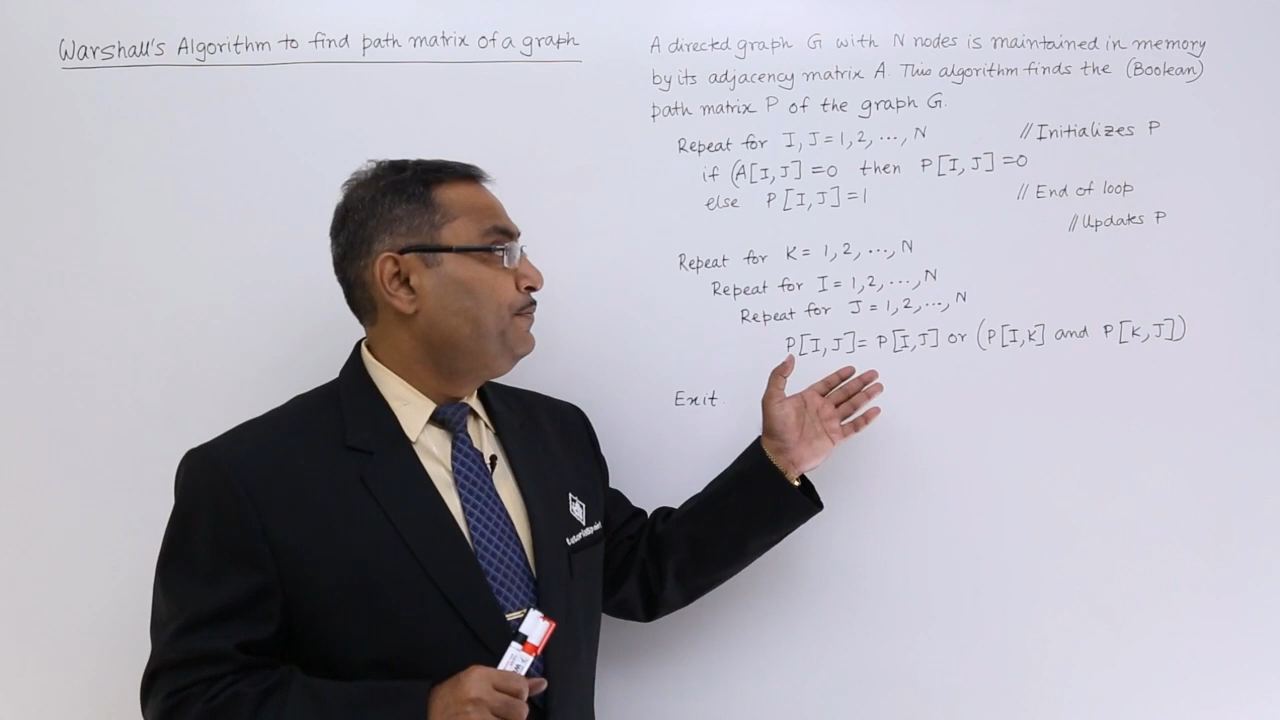 Warshall's Algorithm to find path matrix of a graph
A directed graph G with N nodes is maintained in memory
by its adjacency matrix A. This algorithm finds the (Boolean)
path matrix P of the graph G.
Repeat for I, J = 1, 2, ..., N // Initializes P
if (A[I, J] = 0 then P[I, J] = 0
else P[I, J] = 1 // End of loop
// Updates P
Repeat for K = 1, 2, ..., N
Repeat for I = 1, 2, ..., N
Repeat for J = 1, 2, ..., N
P[I, J] = P[I, J] or (P[I, K] and P[K, J])
Exit.